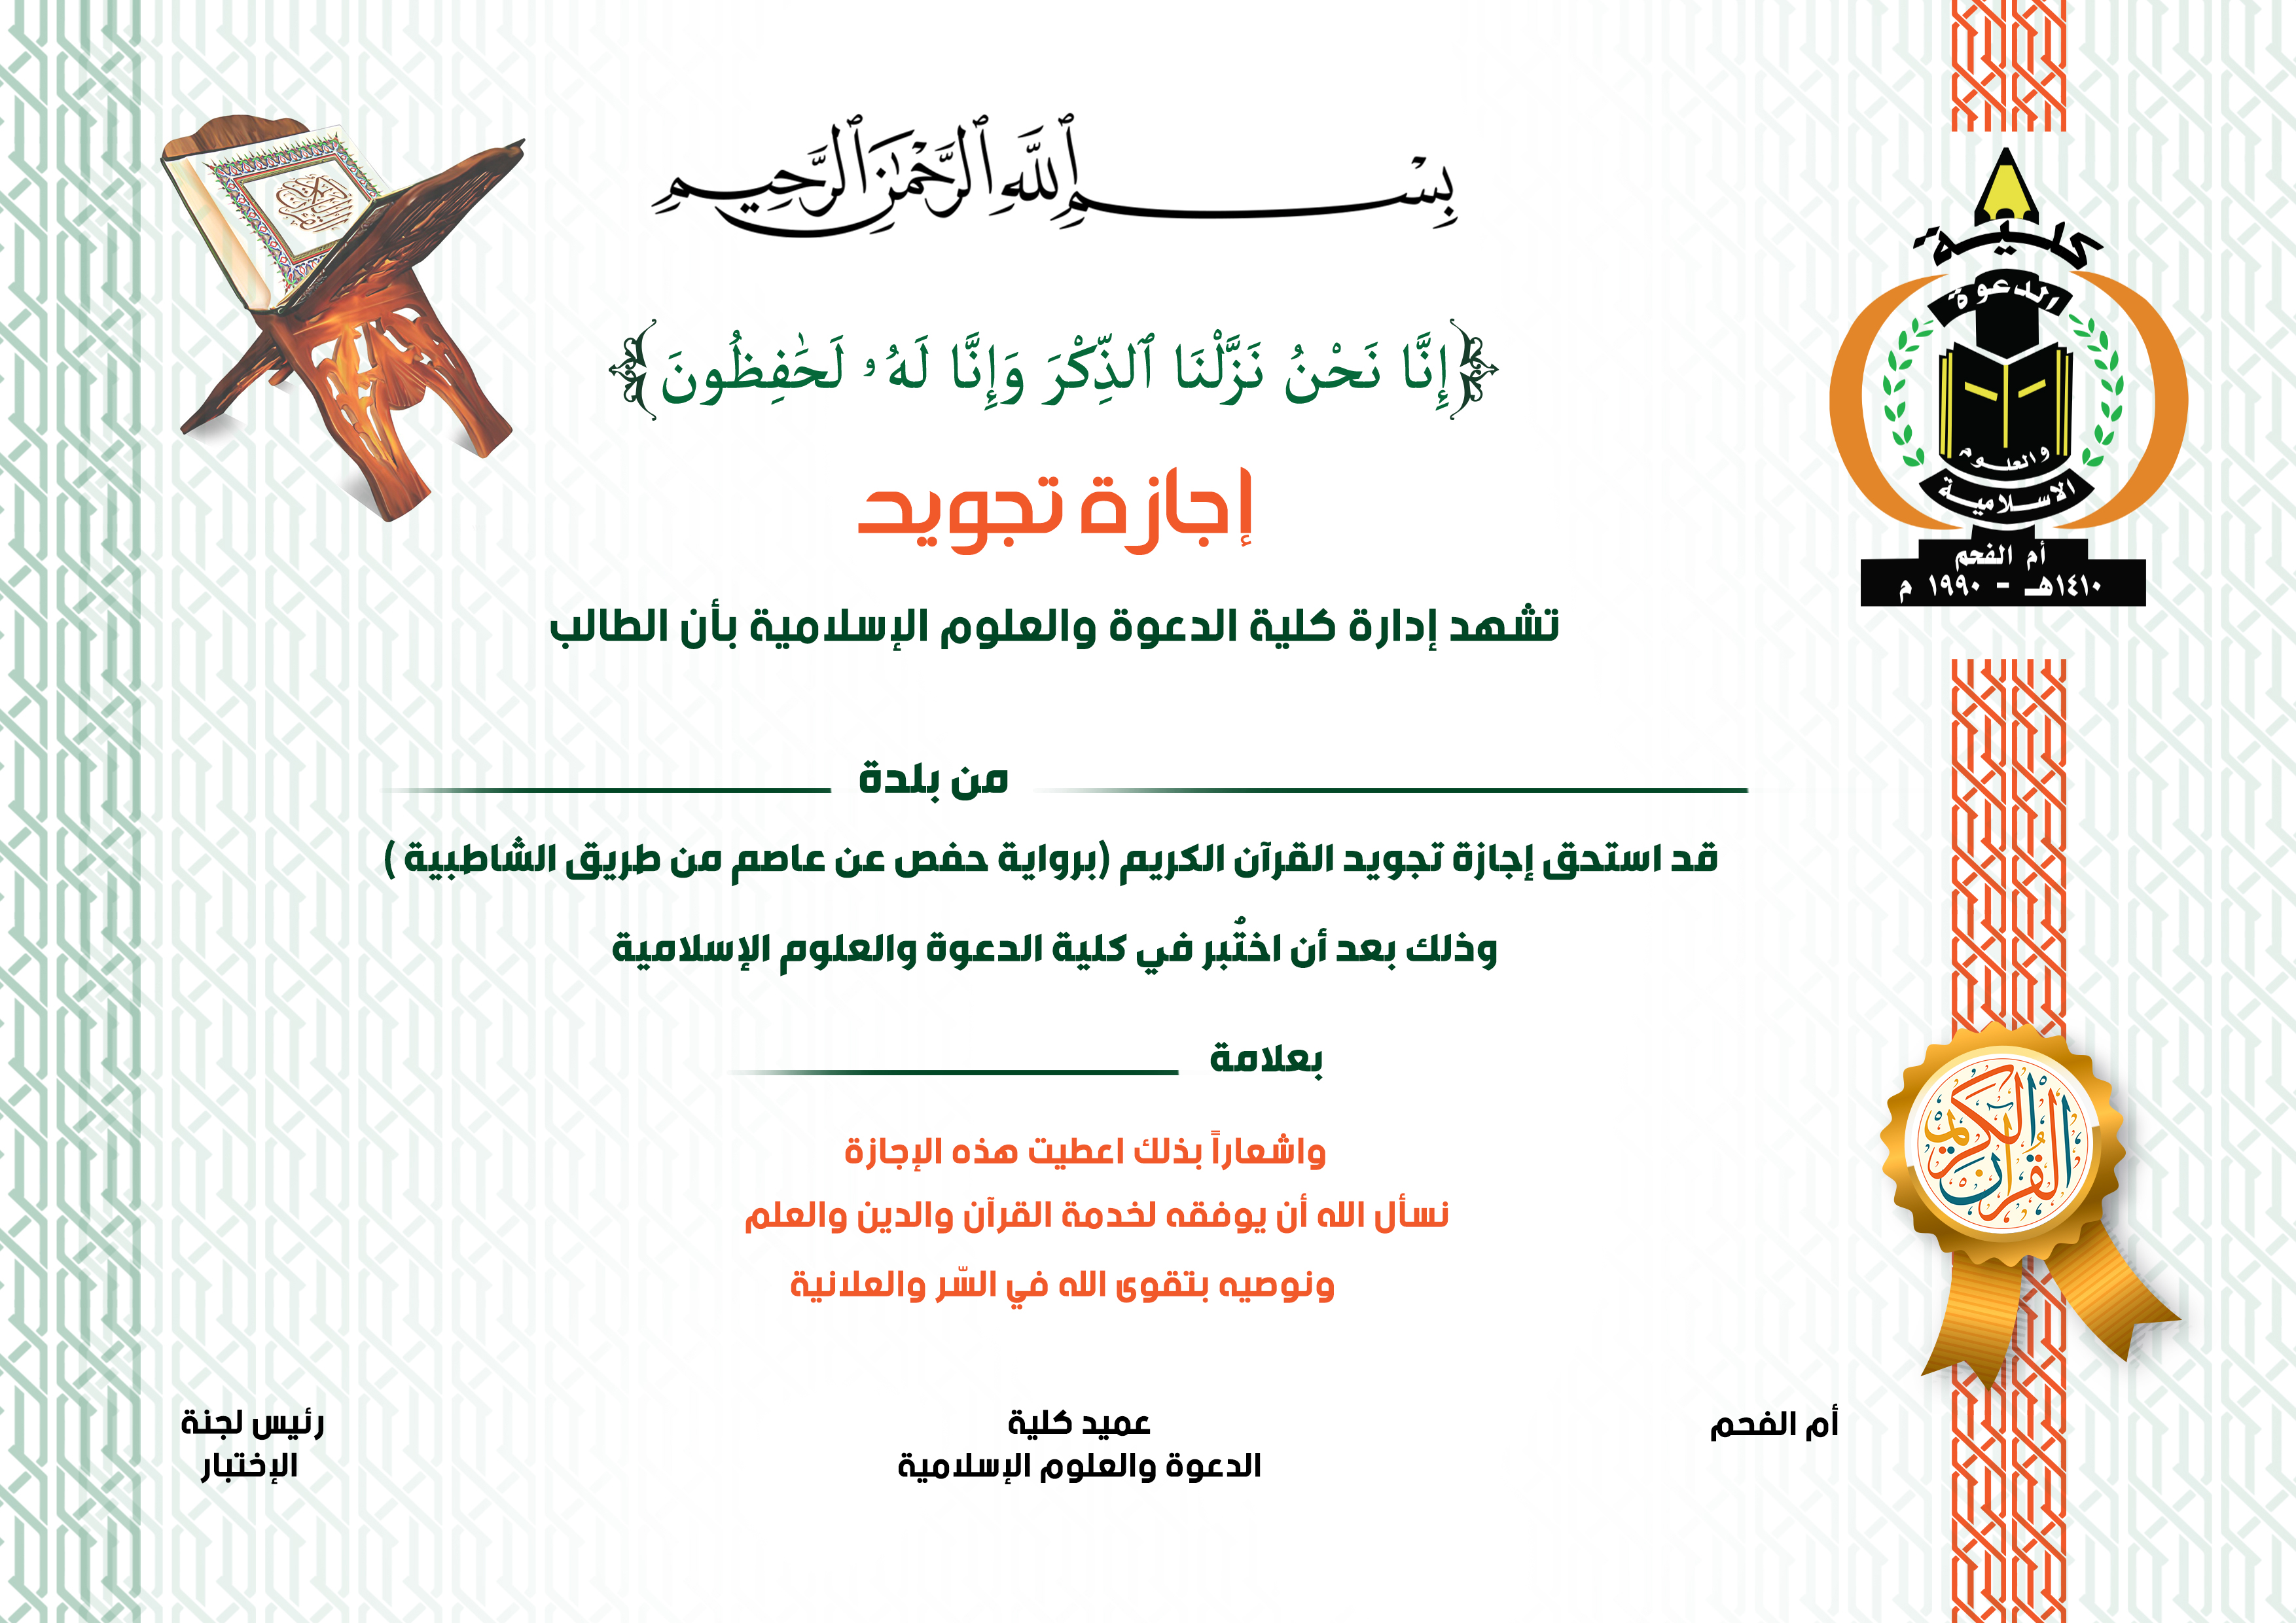 بِسْمِ ٱللَّهِ ٱلرَّحْمَٰنِ ٱلرَّحِيمِ
﴿إِنَّا نَحْنُ نَزَّلْنَا ٱلذِّكْرَ وَإِنَّا لَهُۥ لَحَٰفِظُونَ﴾
إجازة تجويد
تشهد إدارة كلية الدعوة والعلوم الإسلامية بأن الطالب
من بلدة
قد استحق إجازة تجويد القرآن الكريم (برواية حفص عن عاصم من طريق الشاطبية )
وذلك بعد أن اختُبر في كلية الدعوة والعلوم الإسلامية
بعلامة
واشعاراً بذلك اعطيت هذه الإجازة
نسأل الله أن يوفقه لخدمة القرآن والدين والعلم
ونوصيه بتقوى الله في السّر والعلانية
أم الفحم
عميد كلية
الدعوة والعلوم الإسلامية
رئيس لجنة
الإختبار
كلية
الدعوة
والعلوم
الاسلامية
أم الفحم
١٤١٠هـ - ١٩٩٠ م
القرآن الكريم